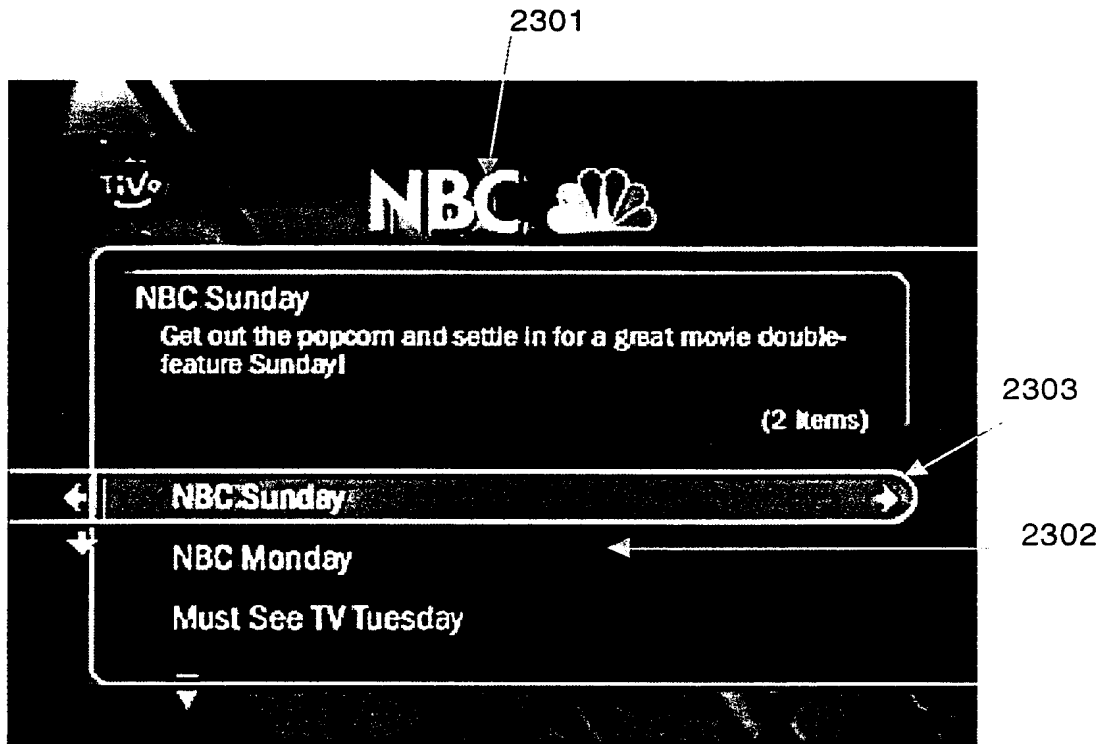 2301
TiVo
NBC
NBC Sunday
Get out the popcorn and settle in for a great movie double-
feature Sunday!
(2 Items)
2303
NBC Sunday
2302
NBC Monday
Must See TV Tuesday